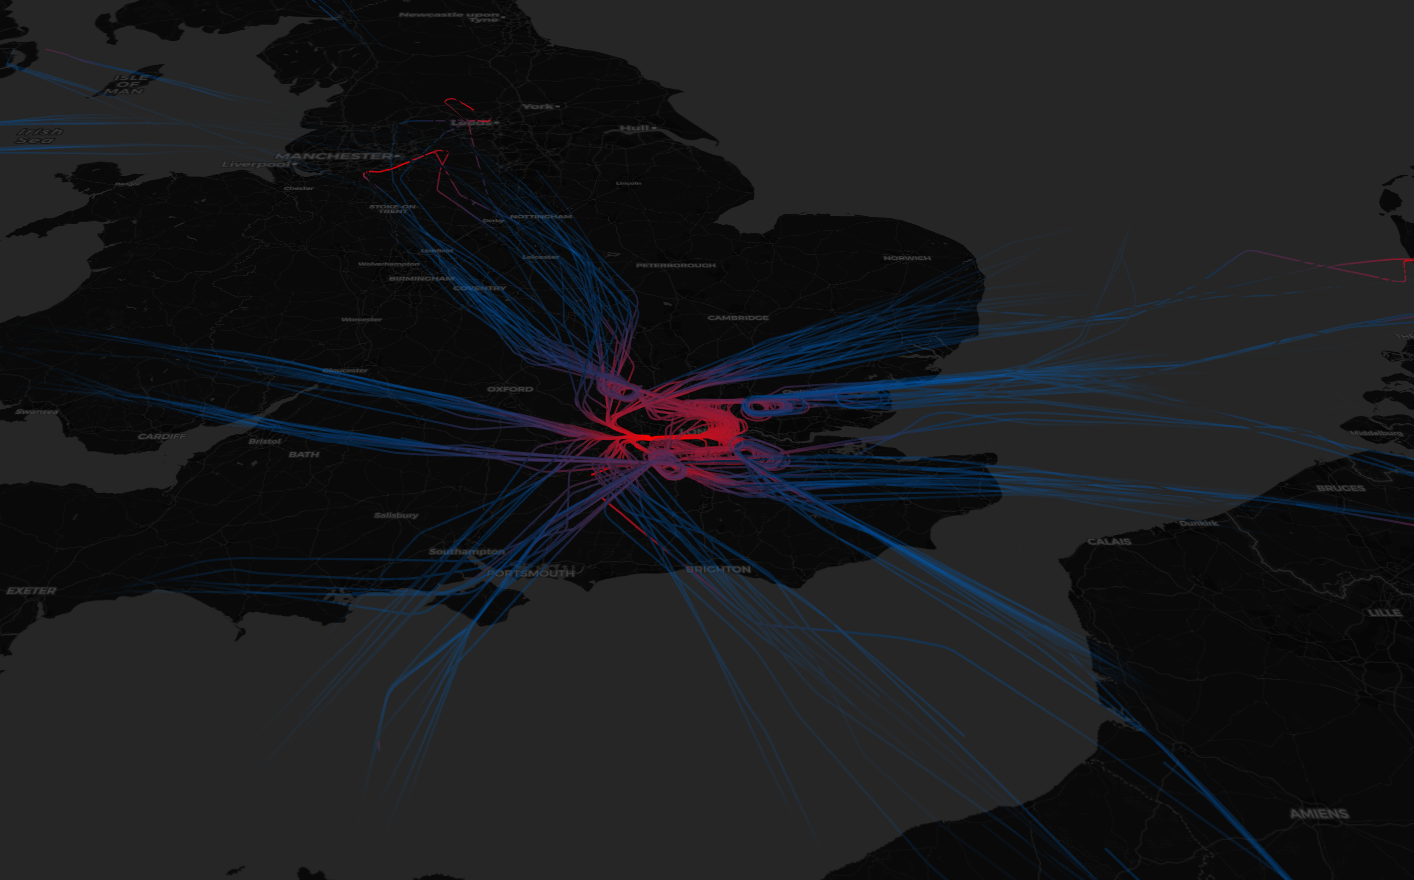 Newcastle upon
Tyne
ISLE
OF
MAN
York
Leeds
Hull
Irish
Sea
MANCHESTER
Liverpool
Chester
Lincoln
STOKE-ON-
TRENT
NOTTINGHAM
Derby
Lichfield
Leicester
NORWICH
Wolverhampton
PETERBOROUGH
BIRMINGHAM
COVENTRY
Worcester
CAMBRIDGE
Gloucester
OXFORD
Swansea
CARDIFF
Bristol
BATH
Middelburg
BRUGES
Salisbury
Dunkirk
CALAIS
Southampton
PORTSMOUTH
BRIGHTON
EXETER
LILLE
AMIENS